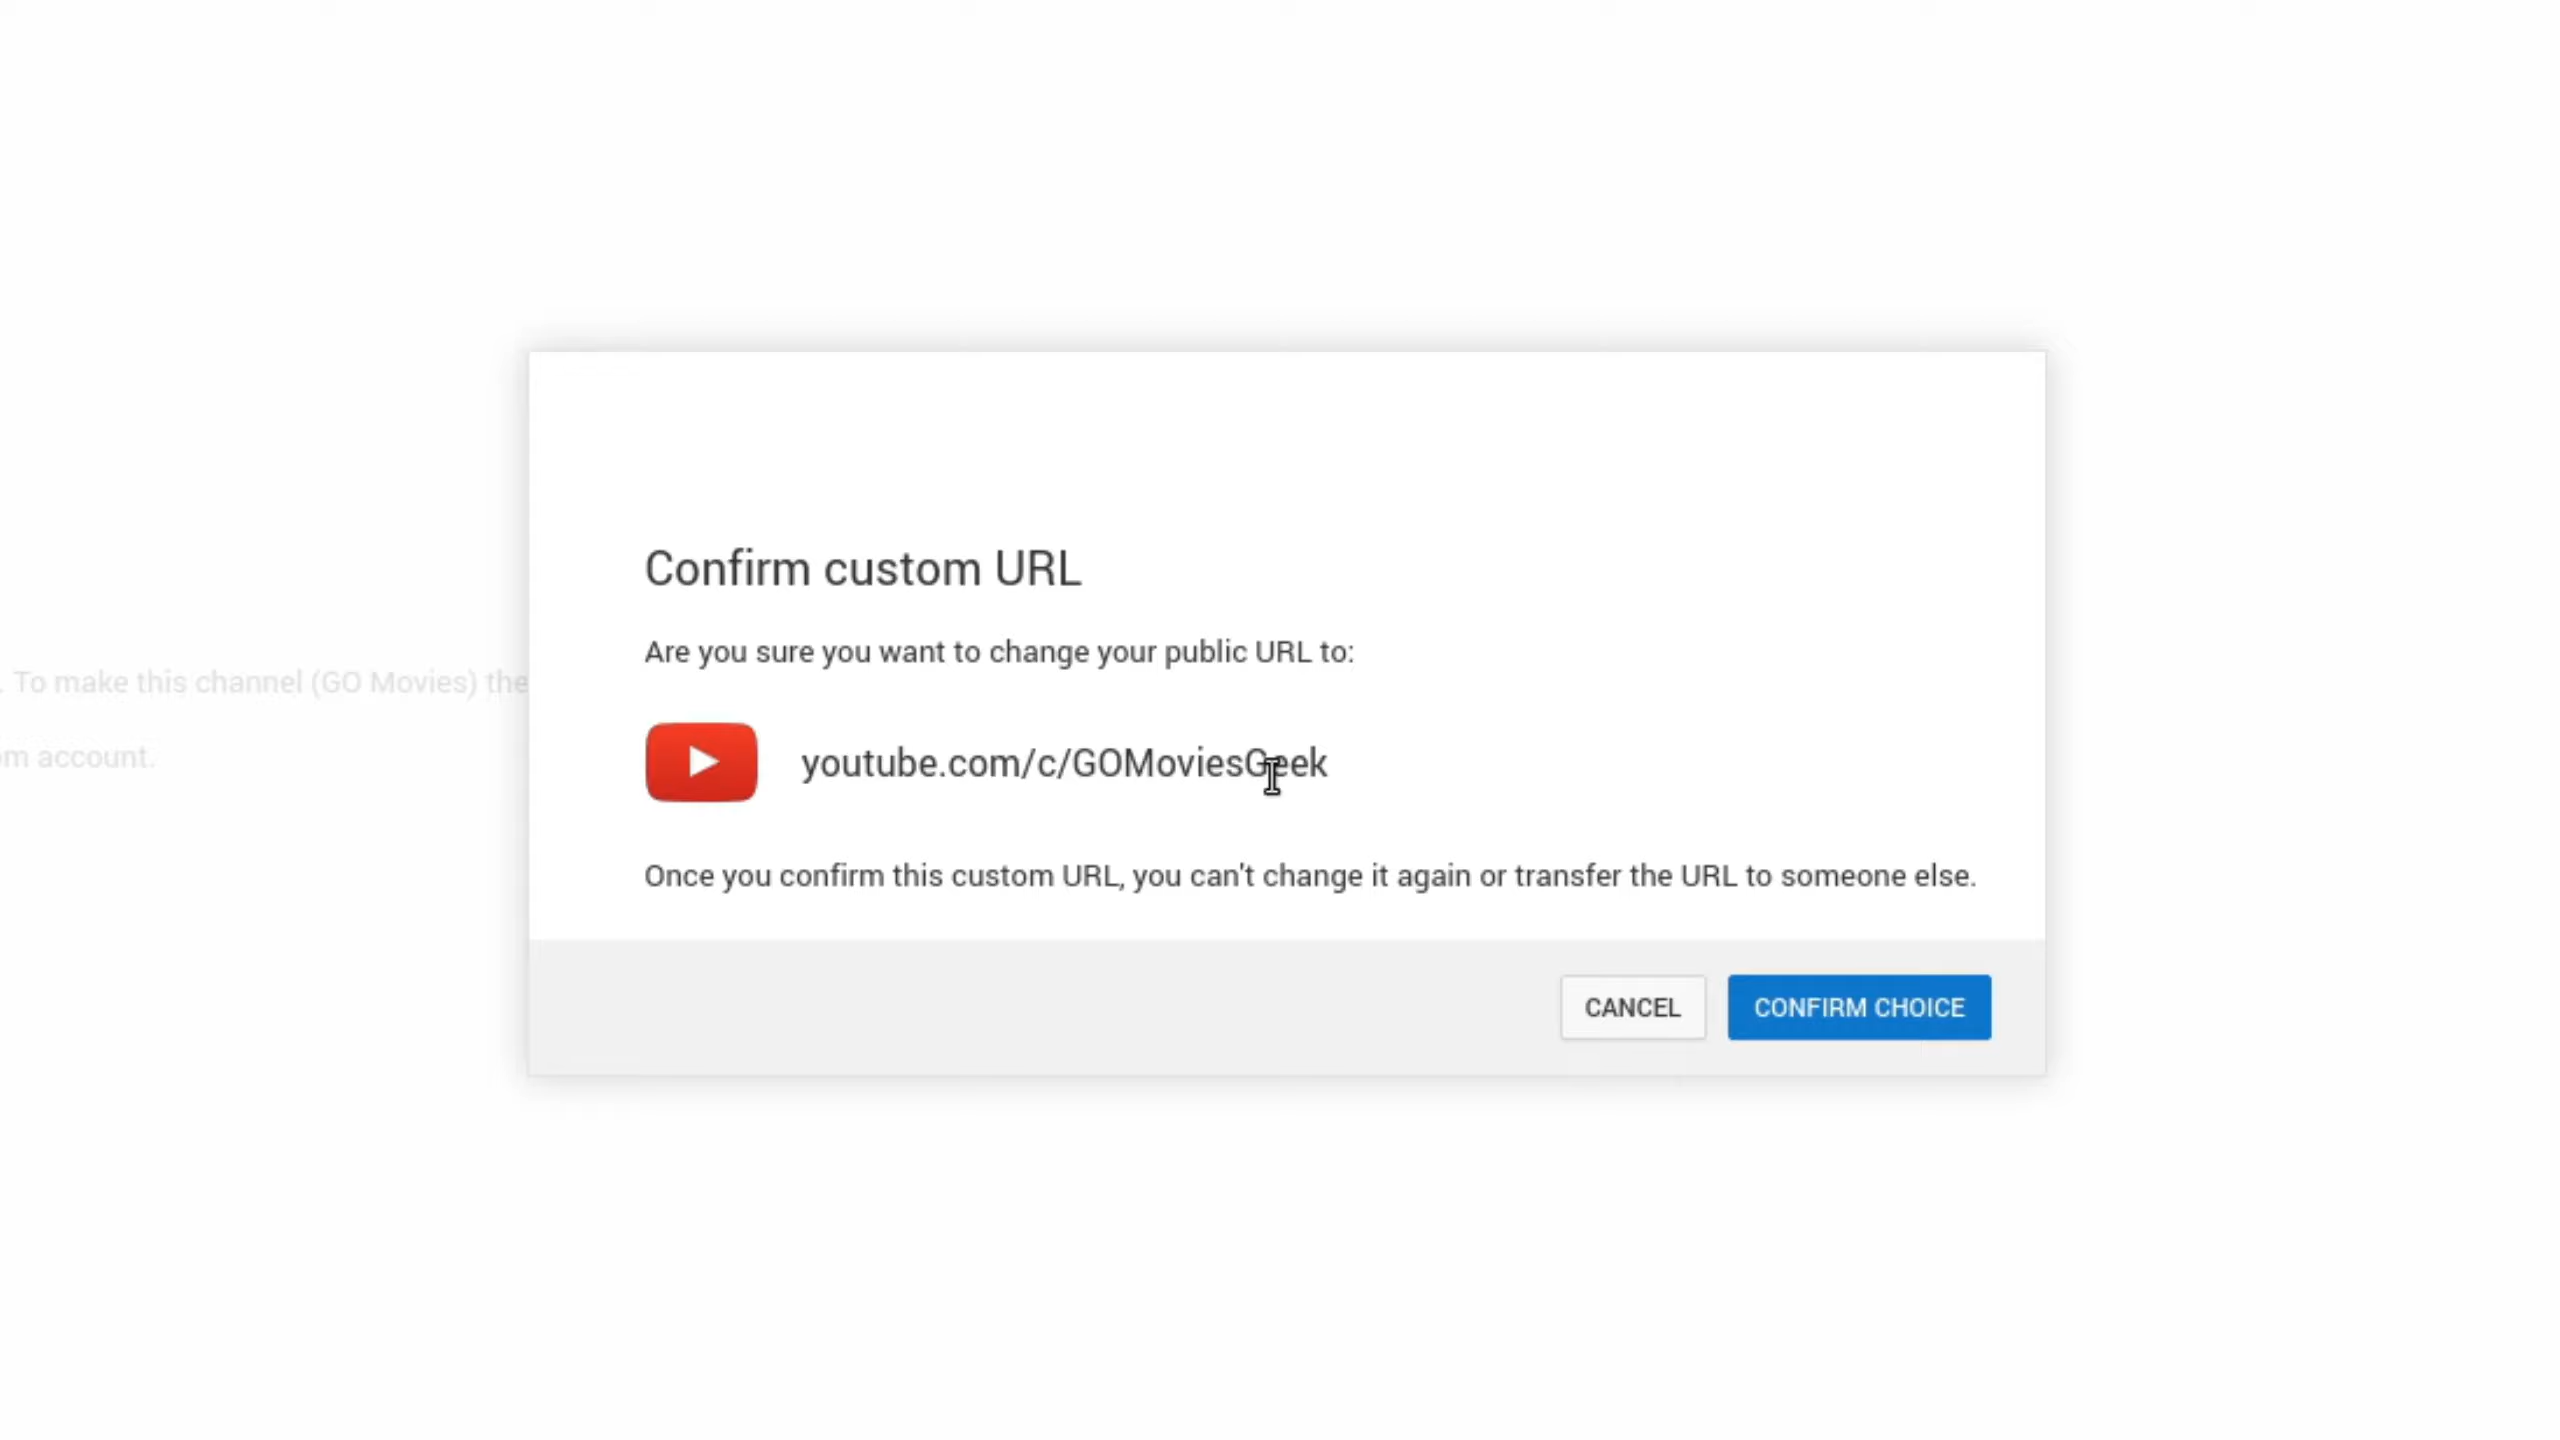 Confirm custom URL
Are you sure you want to change your public URL to:
. To make this channel (GO Movies) the
youtube.com/c/GOMoviesGeek
om account.
Once you confirm this custom URL, you can't change it again or transfer the URL to someone else.
CANCEL
CONFIRM CHOICE